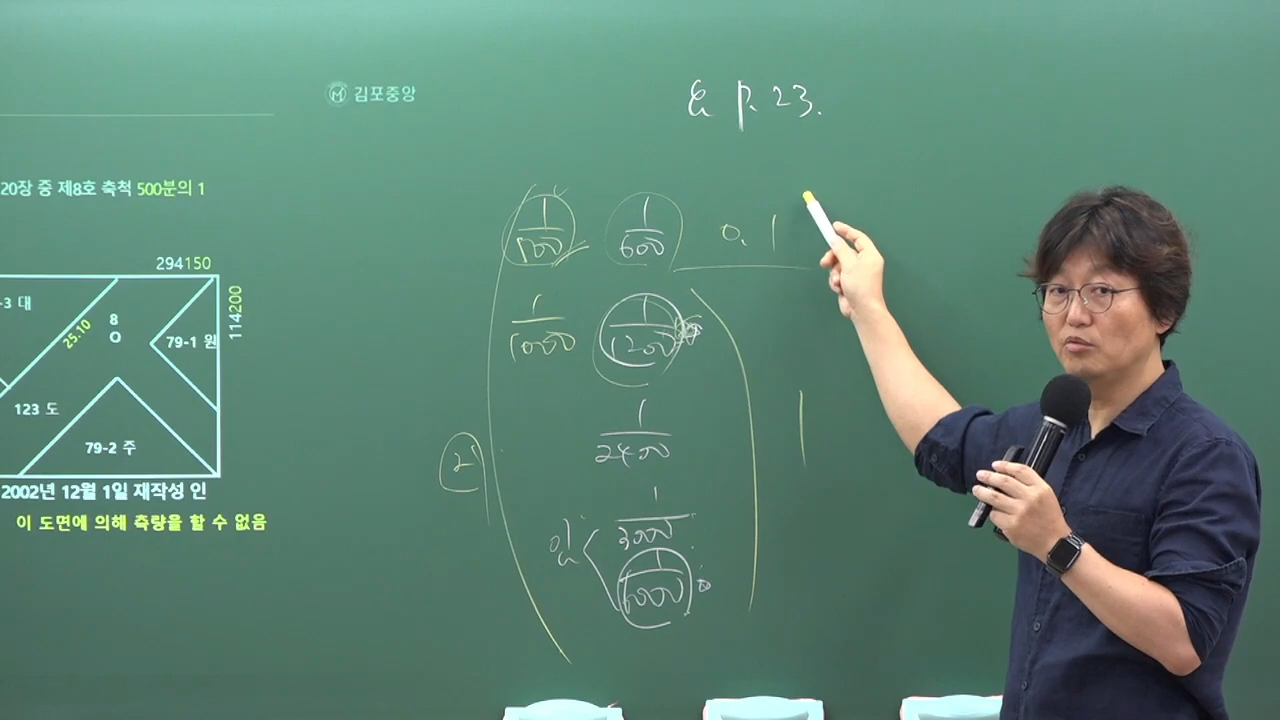 김포중앙
& P. 23.
20장 중 제8호 축척 500분의 1
294150
114200
-3 대
25.10
8
O
79-1 원
123 도
79-2 주
2002년 12월 1일 재작성 인
이 도면에 의해 측량을 할 수 없음
1/500 1/600 0.1
1/1000 1/1200
1/2400
1
2
1/3000
임
1/6000